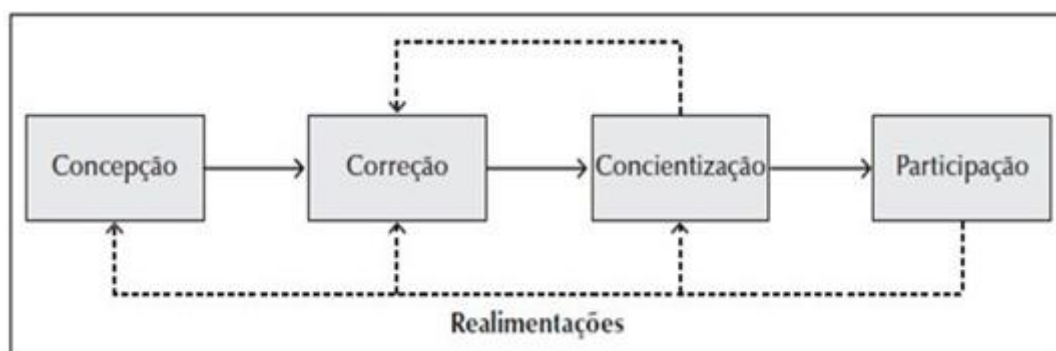 Concepção
Correção
Concientização
Participação
Realimentações